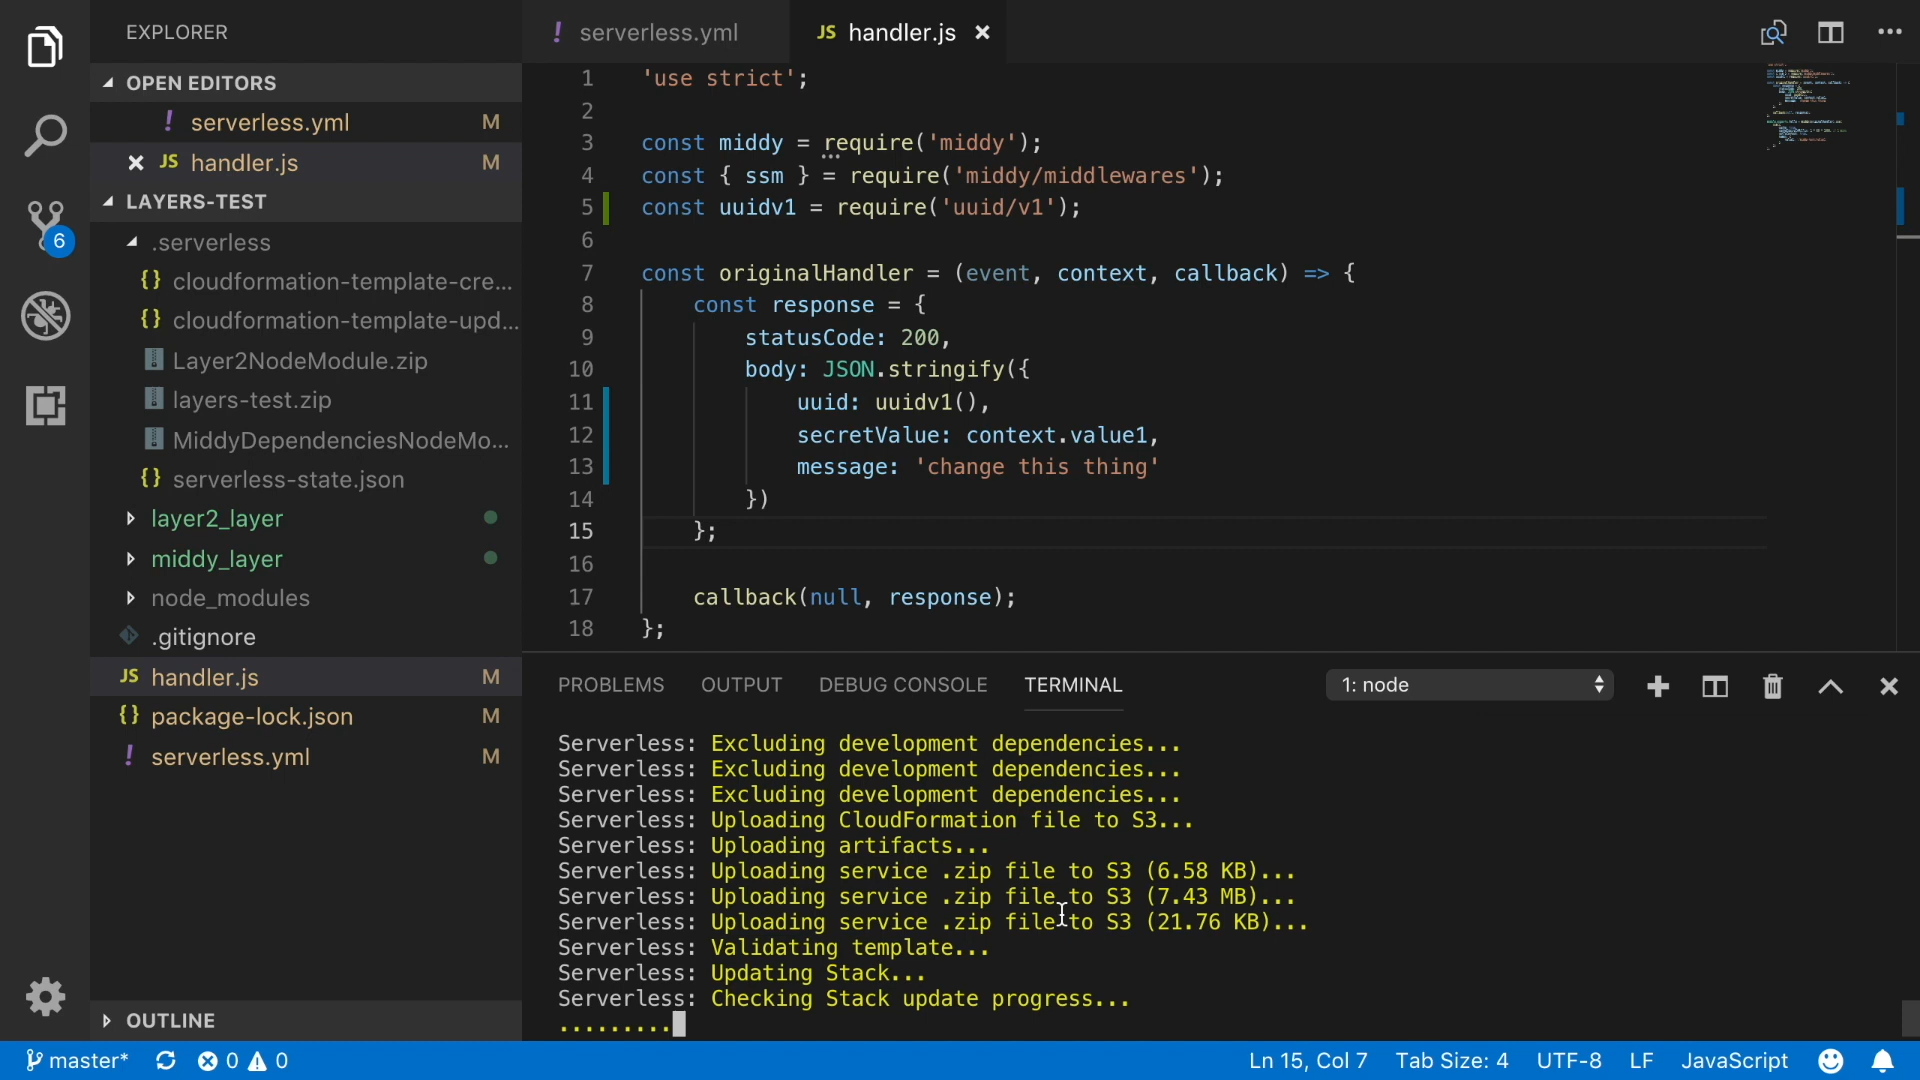 EXPLORER
OPEN EDITORS
! serverless.yml M
JS handler.js M
LAYERS-TEST
.serverless
{} cloudformation-template-cre...
{} cloudformation-template-upd...
Layer2NodeModule.zip
layers-test.zip
MiddyDependenciesNodeMo...
{} serverless-state.json
layer2_layer
middy_layer
node_modules
.gitignore
JS handler.js M
{} package-lock.json M
! serverless.yml M
OUTLINE
6
! serverless.yml
JS handler.js
1 'use strict';
2
3 const middy = require('middy');
4 const { ssm } = require('middy/middlewares');
5 const uuidv1 = require('uuid/v1');
6
7 const originalHandler = (event, context, callback) => {
8 const response = {
9 statusCode: 200,
10 body: JSON.stringify({
11 uuid: uuidv1(),
12 secretValue: context.value1,
13 message: 'change this thing'
14 })
15 };
16
17 callback(null, response);
18 };
PROBLEMS OUTPUT DEBUG CONSOLE TERMINAL 1: node
Serverless: Excluding development dependencies...
Serverless: Excluding development dependencies...
Serverless: Excluding development dependencies...
Serverless: Uploading CloudFormation file to S3...
Serverless: Uploading artifacts...
Serverless: Uploading service .zip file to S3 (6.58 KB)...
Serverless: Uploading service .zip file to S3 (7.43 MB)...
Serverless: Uploading service .zip file to S3 (21.76 KB)...
Serverless: Validating template...
Serverless: Updating Stack...
Serverless: Checking Stack update progress...
.........
master* 0 0 Ln 15, Col 7 Tab Size: 4 UTF-8 LF JavaScript